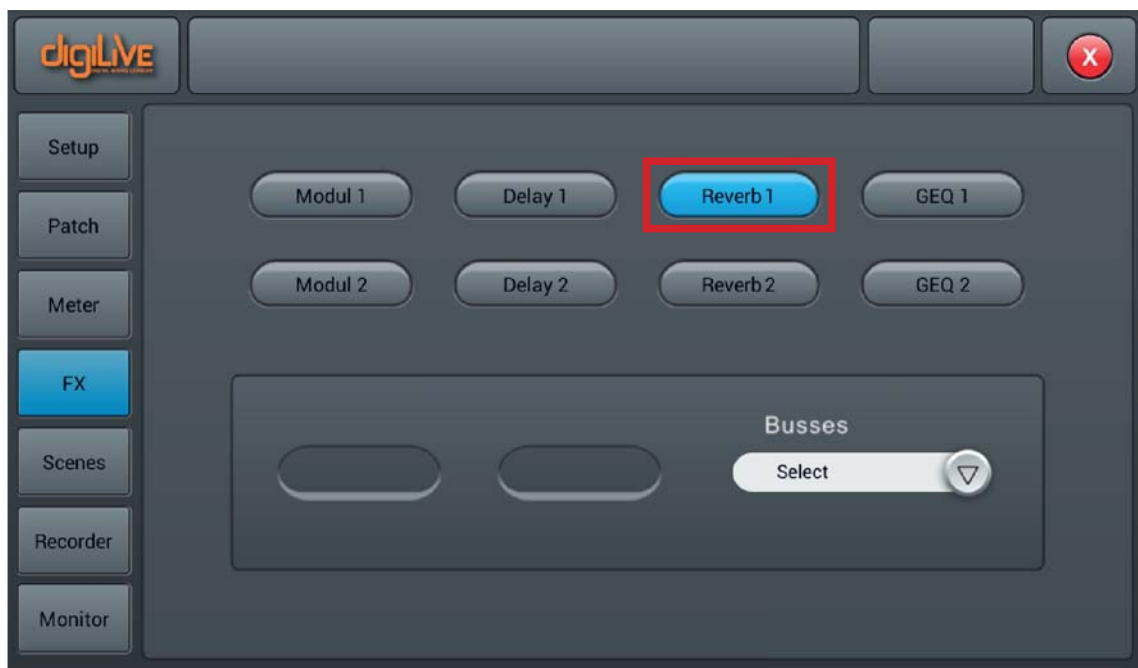 digiLiVE
X
Setup
Modul 1 Delay 1 Reverb 1 GEQ 1
Patch
Modul 2 Delay 2 Reverb 2 GEQ 2
Meter
FX
Busses
Scenes
Select
Recorder
Monitor